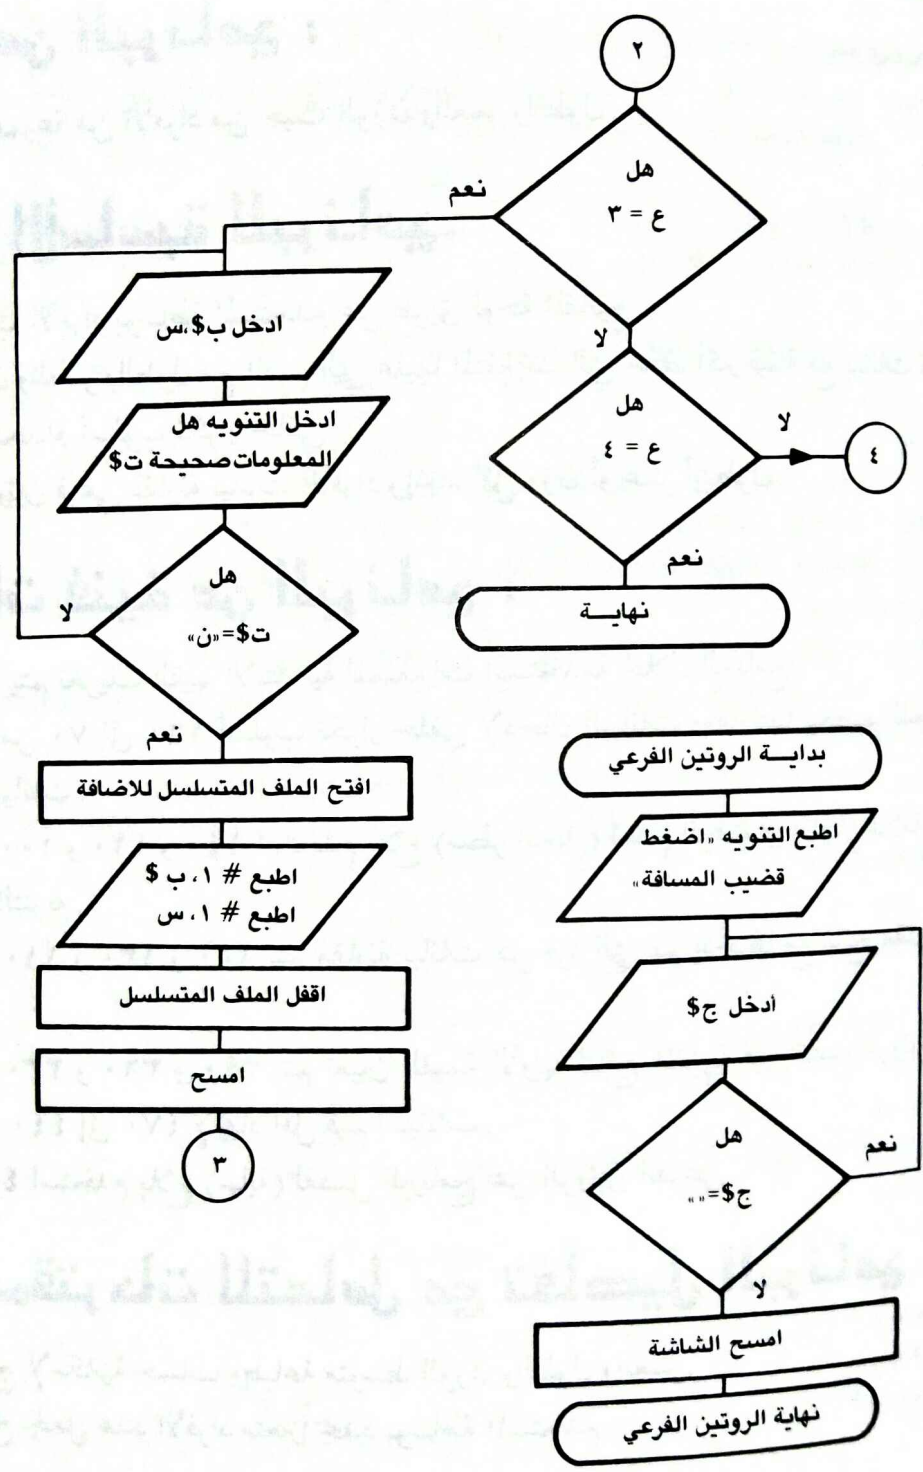 ٢
هل
ع = ٣
نعم
لا
هل
ع = ٤
لا
٤
نعم
نهايـــة
ادخل ب$،س
ادخل التنويه هل
المعلومات صحيحة ت$
هل
ت$=«ن»
لا
نعم
افتح الملف المتسلسل للاضافة
اطبع # ١، ب $
اطبع # ١، س
اقفل الملف المتسلسل
امسح
٣
بدايـــة الروتين الفرعي
اطبع التنويه «اضغط
قضيب المسافة»
أدخل ج$
هل
ج$=« »
نعم
لا
امسح الشاشة
نهاية الروتين الفرعي